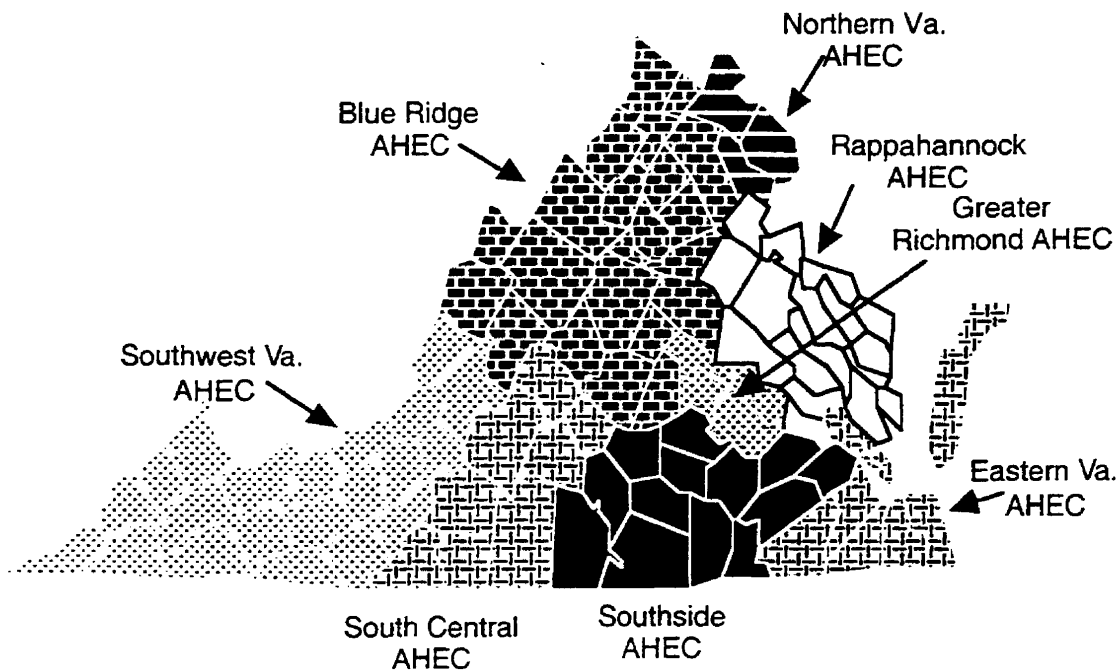 Northern Va.
AHEC
Blue Ridge
AHEC
Rappahannock
AHEC
Greater
Richmond AHEC
Southwest Va.
AHEC
Eastern Va.
AHEC
South Central
AHEC
Southside
AHEC